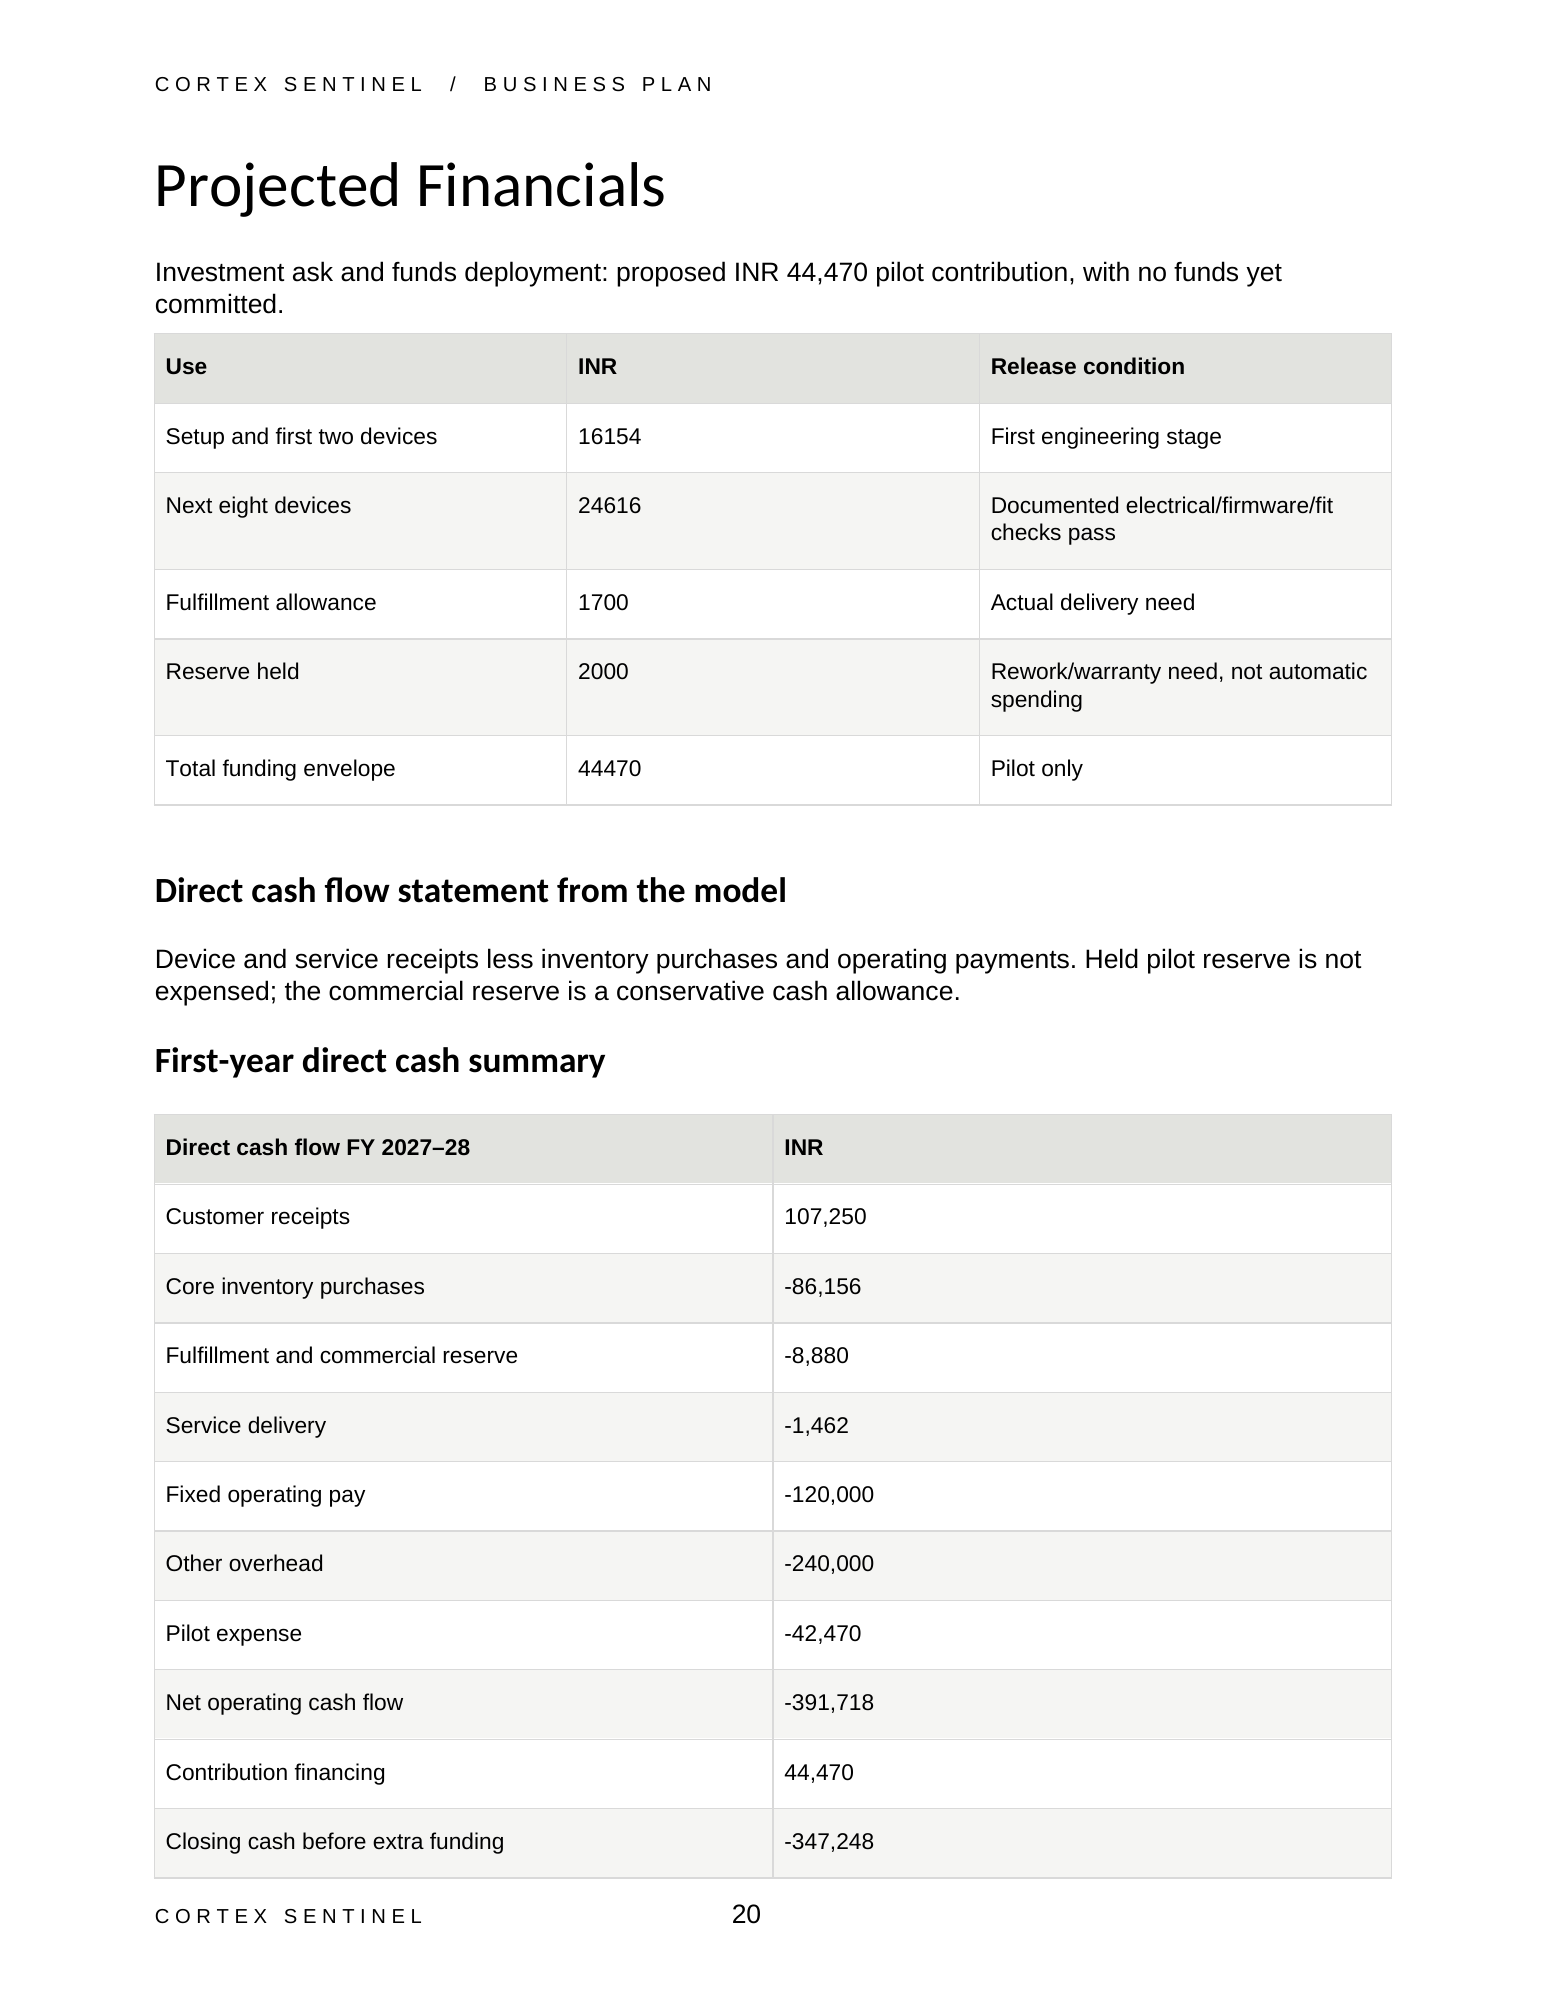 CORTEX SENTINEL / BUSINESS PLAN
Projected Financials
Investment ask and funds deployment: proposed INR 44,470 pilot contribution, with no funds yet
committed.
Use INR Release condition
Setup and first two devices 16154 First engineering stage
Next eight devices 24616 Documented electrical/firmware/fit
checks pass
Fulfillment allowance 1700 Actual delivery need
Reserve held 2000 Rework/warranty need, not automatic
spending
Total funding envelope 44470 Pilot only
Direct cash flow statement from the model
Device and service receipts less inventory purchases and operating payments. Held pilot reserve is not
expensed; the commercial reserve is a conservative cash allowance.
First-year direct cash summary
Direct cash flow FY 2027–28 INR
Customer receipts 107,250
Core inventory purchases -86,156
Fulfillment and commercial reserve -8,880
Service delivery -1,462
Fixed operating pay -120,000
Other overhead -240,000
Pilot expense -42,470
Net operating cash flow -391,718
Contribution financing 44,470
Closing cash before extra funding -347,248
CORTEX SENTINEL 20